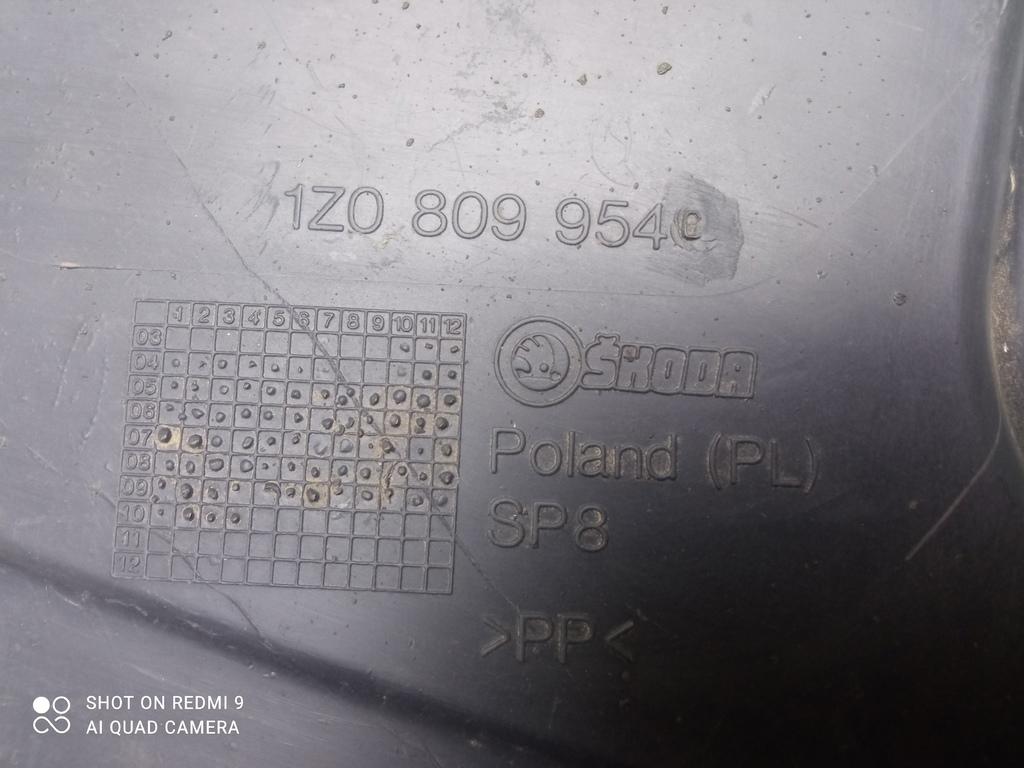 1Z0 809 954 C
1 2 3 4 5 6 7 8 9 10 11 12
03
04
05
06
07
08
09
10
11
12
ŠKODA
Poland (PL)
SP8
>PP<
SHOT ON REDMI 9
AI QUAD CAMERA